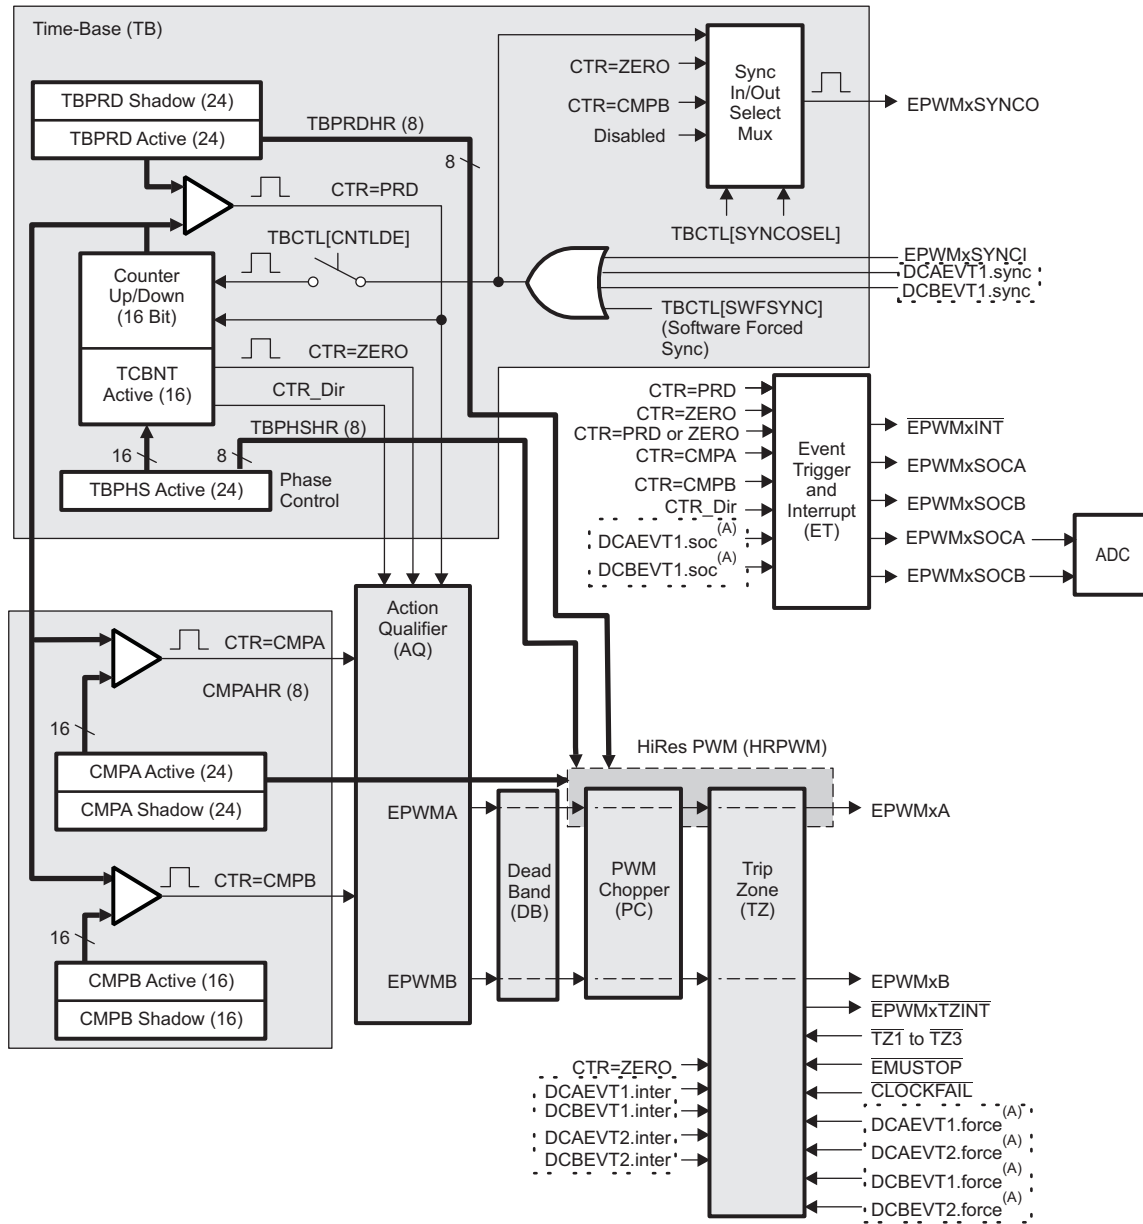 Time-Base (TB)
TBPRD Shadow (24)
TBPRD Active (24)
TBPRDHR (8)
8
CTR=PRD
TBCTL[CNTLDE]
Counter
Up/Down
(16 Bit)
TCBNT
Active (16)
CTR=ZERO
CTR_Dir
TBPHSHR (8)
16
8
TBPHS Active (24)
Phase
Control
CTR=ZERO
CTR=CMPB
Disabled
Sync
In/Out
Select
Mux
EPWMxSYNCO
TBCTL[SYNCOSEL]
EPWMxSYNCI
DCAEVT1.sync
DCBEVT1.sync
TBCTL[SWFSYNC]
(Software Forced
Sync)
CTR=PRD
CTR=ZERO
CTR=PRD or ZERO
CTR=CMPA
CTR=CMPB
CTR_Dir
DCAEVT1.soc(A)
DCBEVT1.soc(A)
Event
Trigger
and
Interrupt
(ET)
EPWMxINT
EPWMxSOCA
EPWMxSOCB
EPWMxSOCA
EPWMxSOCB
ADC
Action
Qualifier
(AQ)
CTR=CMPA
CMPAHR (8)
16
CMPA Active (24)
CMPA Shadow (24)
CTR=CMPB
16
CMPB Active (16)
CMPB Shadow (16)
EPWMA
EPWMB
HiRes PWM (HRPWM)
Dead
Band
(DB)
PWM
Chopper
(PC)
Trip
Zone
(TZ)
EPWMxA
EPWMxB
EPWMxTZINT
TZ1 to TZ3
EMUSTOP
CLOCKFAIL
DCAEVT1.force(A)
DCAEVT2.force(A)
DCBEVT1.force(A)
DCBEVT2.force(A)
CTR=ZERO
DCAEVT1.inter
DCBEVT1.inter
DCAEVT2.inter
DCBEVT2.inter